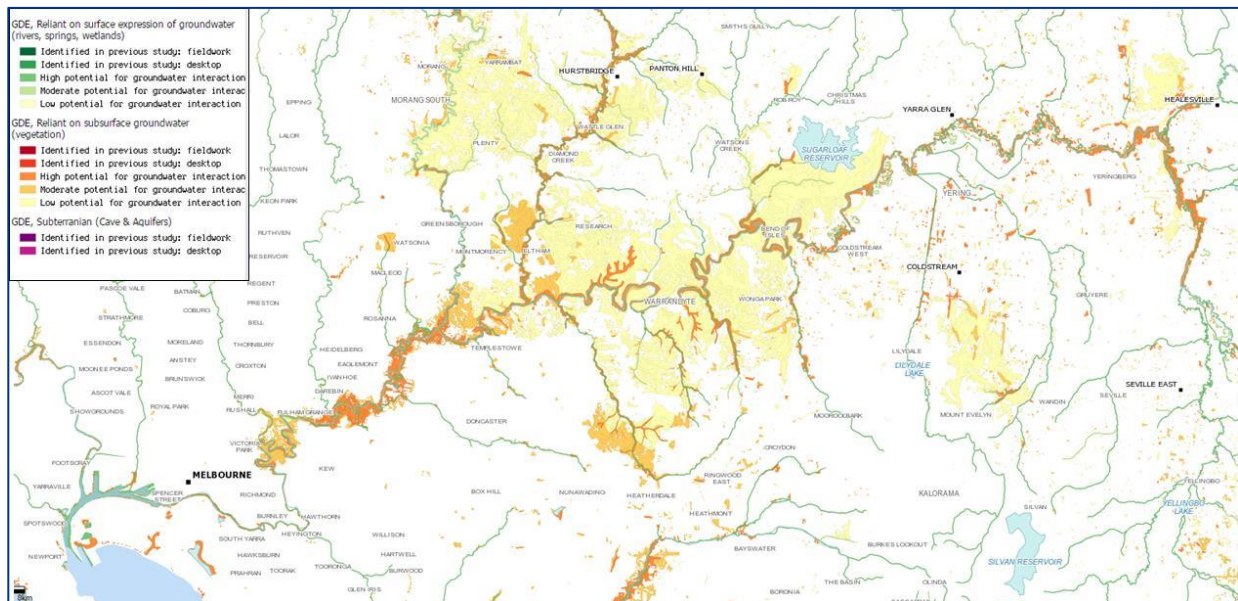 GDE, Reliant on surface expression of groundwater
(rivers, springs, wetlands)
Identified in previous study: fieldwork
Identified in previous study: desktop
High potential for groundwater interaction
Moderate potential for groundwater interac
Low potential for groundwater interaction
GDE, Reliant on subsurface groundwater
(vegetation)
Identified in previous study: fieldwork
Identified in previous study: desktop
High potential for groundwater interaction
Moderate potential for groundwater interac
Low potential for groundwater interaction
GDE, Subterranian (Cave & Aquifers)
Identified in previous study: fieldwork
Identified in previous study: desktop
SMITHS GULLY
MORANG
YARRAMBAT
HURSTBRIDGE
PANTON HILL
EPPING
MORANG SOUTH
ROB ROY
CHRISTMAS
HILLS
YARRA GLEN
HEALESVILLE
LALOR
WATTLE GLEN
PLENTY
WATSONS
CREEK
SUGARLOAF
RESERVOIR
DIAMOND
CREEK
THOMASTOWN
YERINGBERG
KEON PARK
YERING
GREENSBOROUGH
RESEARCH
RUTHVEN
BEND OF
ISLES
WATSONIA
MONTMORENCY
ELTHAM
COLDSTREAM
WEST
RESERVOIR
MACLEOD
COLDSTREAM
REGENT
PASCOE VALE
BATMAN
PRESTON
WARRANDYTE
WONGA PARK
GRUYERE
STRATHMORE
COBURG
ROSANNA
BELL
ESSENDON
MORELAND
THORNBURY
HEIDELBERG
TEMPLESTOWE
LILYDALE
ANSTEY
CROXTON
EAGLEMONT
LILYDALE
LAKE
MOONEE PONDS
BRUNSWICK
IVANHOE
SEVILLE EAST
ASCOT VALE
MERRI
DAREBIN
SEVILLE
SHOWGROUNDS
ROYAL PARK
RUSHALL
FULHAM GRANGE
DONCASTER
MOOROOLBARK
MOUNT EVELYN
WANDIN
VICTORIA
PARK
CROYDON
FOOTSCRAY
KEW
MELBOURNE
RINGWOOD
EAST
YARRAVILLE
SPENCER
STREET
RICHMOND
BOX HILL
NUNAWADING
HEATHERDALE
KALORAMA
YELLINGBO
YELLINGBO
LAKE
BURNLEY
HAWTHORN
HEATHMONT
SILVAN
SPOTSWOOD
SOUTH YARRA
HEYINGTON
WILLISON
BURKES LOOKOUT
NEWPORT
HAWKSBURN
HARTWELL
BAYSWATER
SILVAN RESERVOIR
PRAHRAN
TOORAK
TOORONGA
BURWOOD
THE BASIN
OLINDA
GLEN IRIS
BORONIA